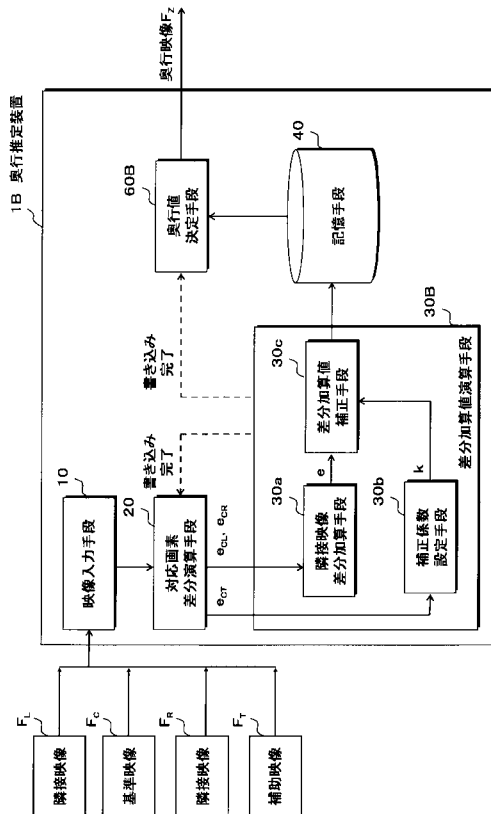 1B 奥行推定装置
奥行映像FZ
隣接映像
FL
基準映像
FC
隣接映像
FR
補助映像
FT
10
映像入力手段
20
対応画素
差分演算手段
書き込み
完了
書き込み
完了
eCL、eCR
eCT
30a
隣接映像
差分加算手段
e
30b
補正係数
設定手段
k
30c
差分加算値
補正手段
差分加算値演算手段
30B
40
記憶手段
60B
奥行値
決定手段